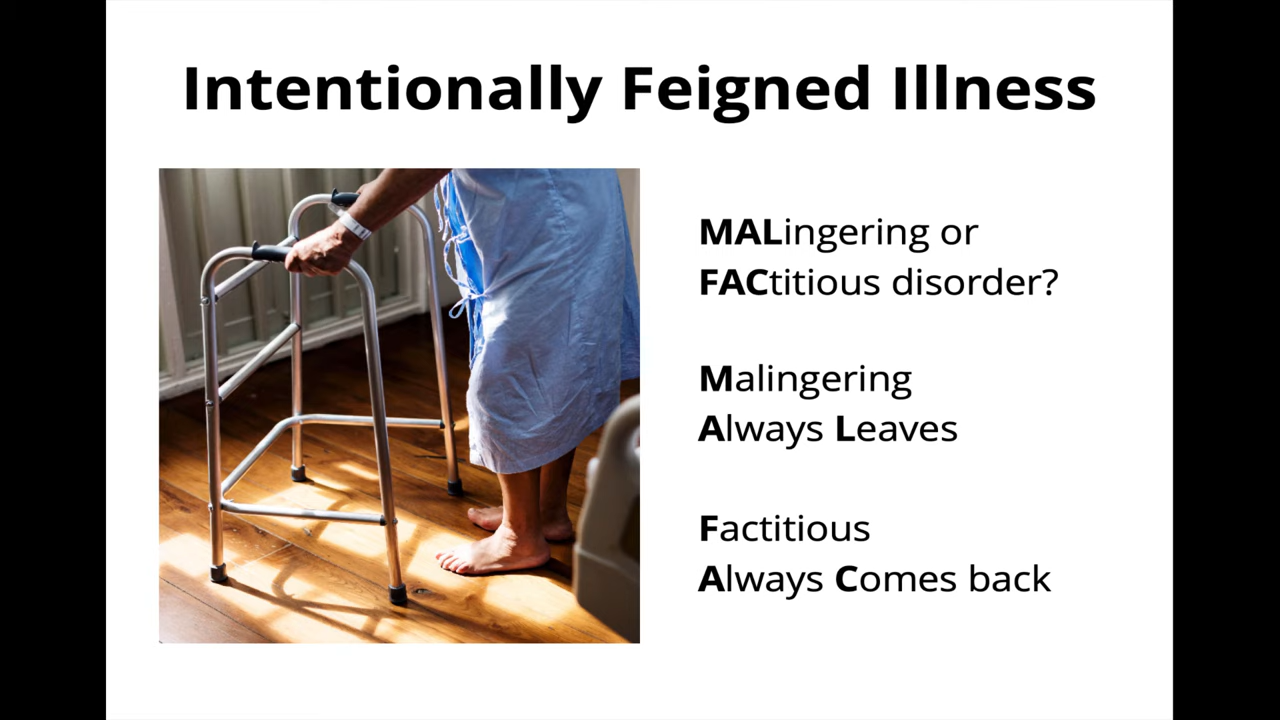 Intentionally Feigned Illness
MALingering or
FACtitious disorder?
Malingering
Always Leaves
Factitious
Always Comes back